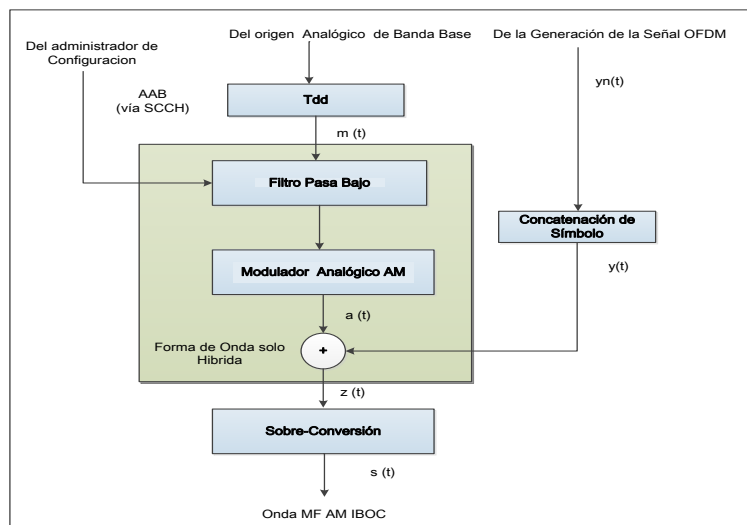 Del administrador de
Configuracion
Del origen Analógico de Banda Base
De la Generación de la Señal OFDM
AAB
(vía SCCH)
Tdd
yn(t)
m (t)
Filtro Pasa Bajo
Concatenación de
Símbolo
Modulador Analógico AM
y(t)
a (t)
Forma de Onda solo
Hibrida
+
z (t)
Sobre-Conversión
s (t)
Onda MF AM IBOC